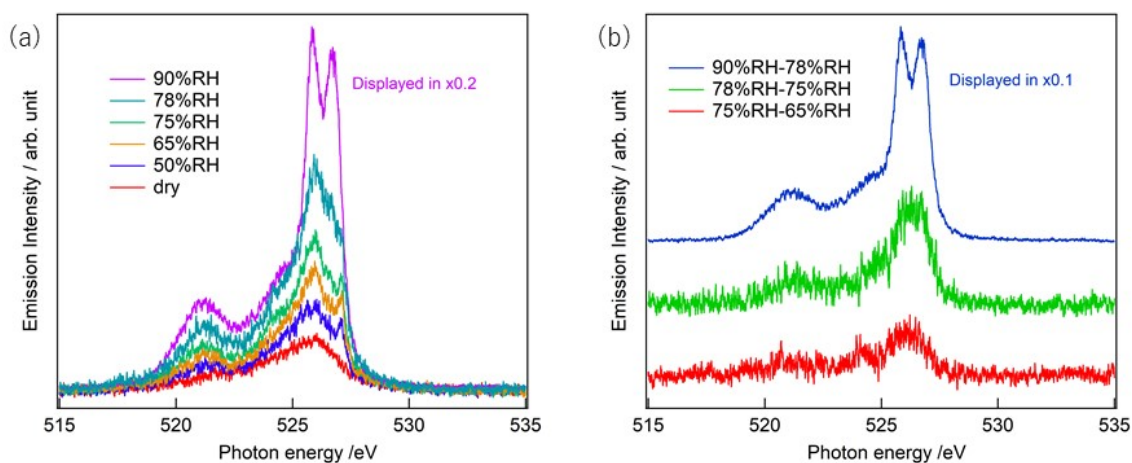 (a)
90%RH
78%RH
75%RH
65%RH
50%RH
dry
Displayed in x0.2
Emission Intensity / arb. unit
515
520
525
530
535
Photon energy /eV
(b)
90%RH-78%RH
78%RH-75%RH
75%RH-65%RH
Displayed in x0.1
Emission Intensity / arb. unit
515
520
525
530
535
Photon energy /eV